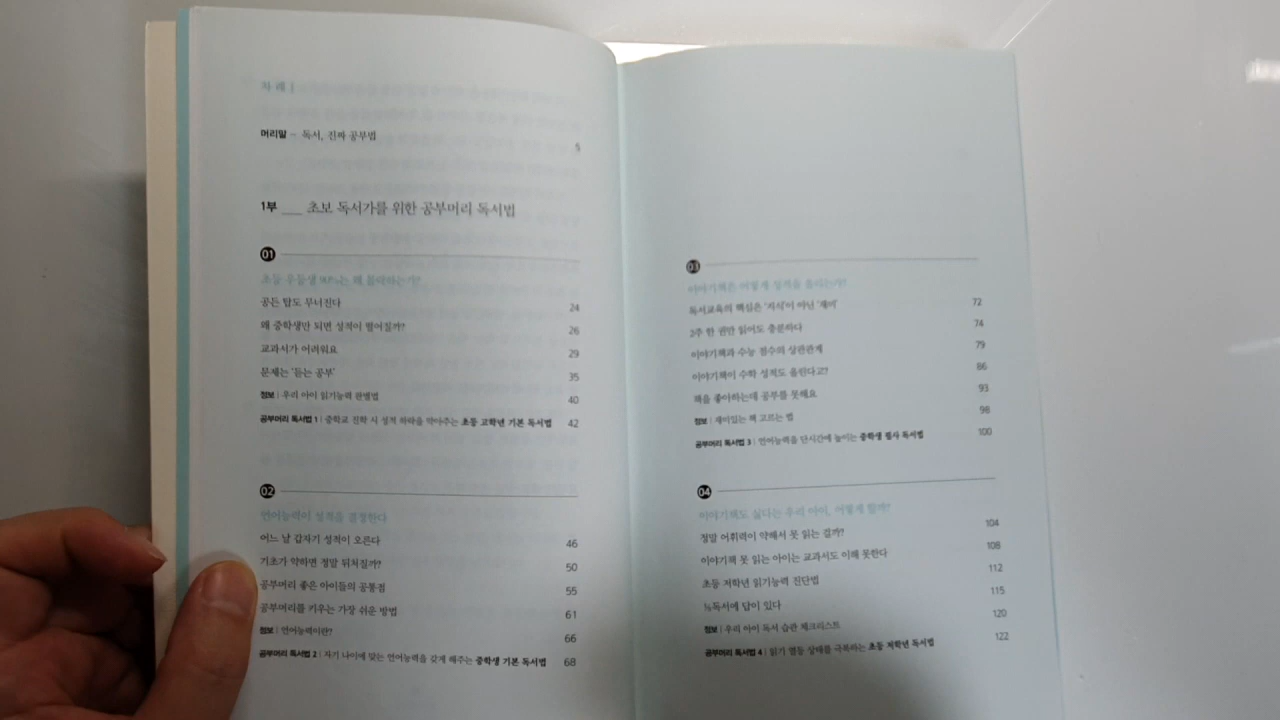 차 례 |
머리말 – 독서, 진짜 공부법 5
1부 ___ 초보 독서가를 위한 공부머리 독서법
01
초등 우등생 90%는 왜 몰락하는가?
공든 탑도 무너진다 24
왜 중학생만 되면 성적이 떨어질까? 26
교과서가 어려워요 29
문제는 '듣는 공부' 35
정보 | 우리 아이 읽기능력 판별법 40
공부머리 독서법 1 | 중학교 진학 시 성적 하락을 막아주는 초등 고학년 기본 독서법 42
02
언어능력이 성적을 결정한다
어느 날 갑자기 성적이 오른다 46
기초가 약하면 정말 뒤처질까? 50
공부머리 좋은 아이들의 공통점 55
공부머리를 키우는 가장 쉬운 방법 61
정보 | 언어능력이란? 66
공부머리 독서법 2 | 자기 나이에 맞는 언어능력을 갖게 해주는 중학생 기본 독서법 68
03
이야기책은 어떻게 성적을 올리는가?
독서교육의 핵심은 '지식'이 아닌 '재미' 72
2주 한 권만 읽어도 충분하다 74
이야기책과 수능 점수의 상관관계 79
이야기책이 수학 성적도 올린다고? 86
책을 좋아하는데 공부를 못해요 93
정보 | 재미있는 책 고르는 법 98
공부머리 독서법 3 | 언어능력을 단시간에 높이는 중학생 필사 독서법 100
04
이야기책도 싫다는 우리 아이, 어떻게 할까?
정말 어휘력이 약해서 못 읽는 걸까? 104
이야기책 못 읽는 아이는 교과서도 이해 못한다 108
초등 저학년 읽기능력 진단법 112
독서에 답이 있다 115
정보 | 우리 아이 독서 습관 체크리스트 120
공부머리 독서법 4 | 읽기 열등 상태를 극복하는 초등 저학년 독서법 122